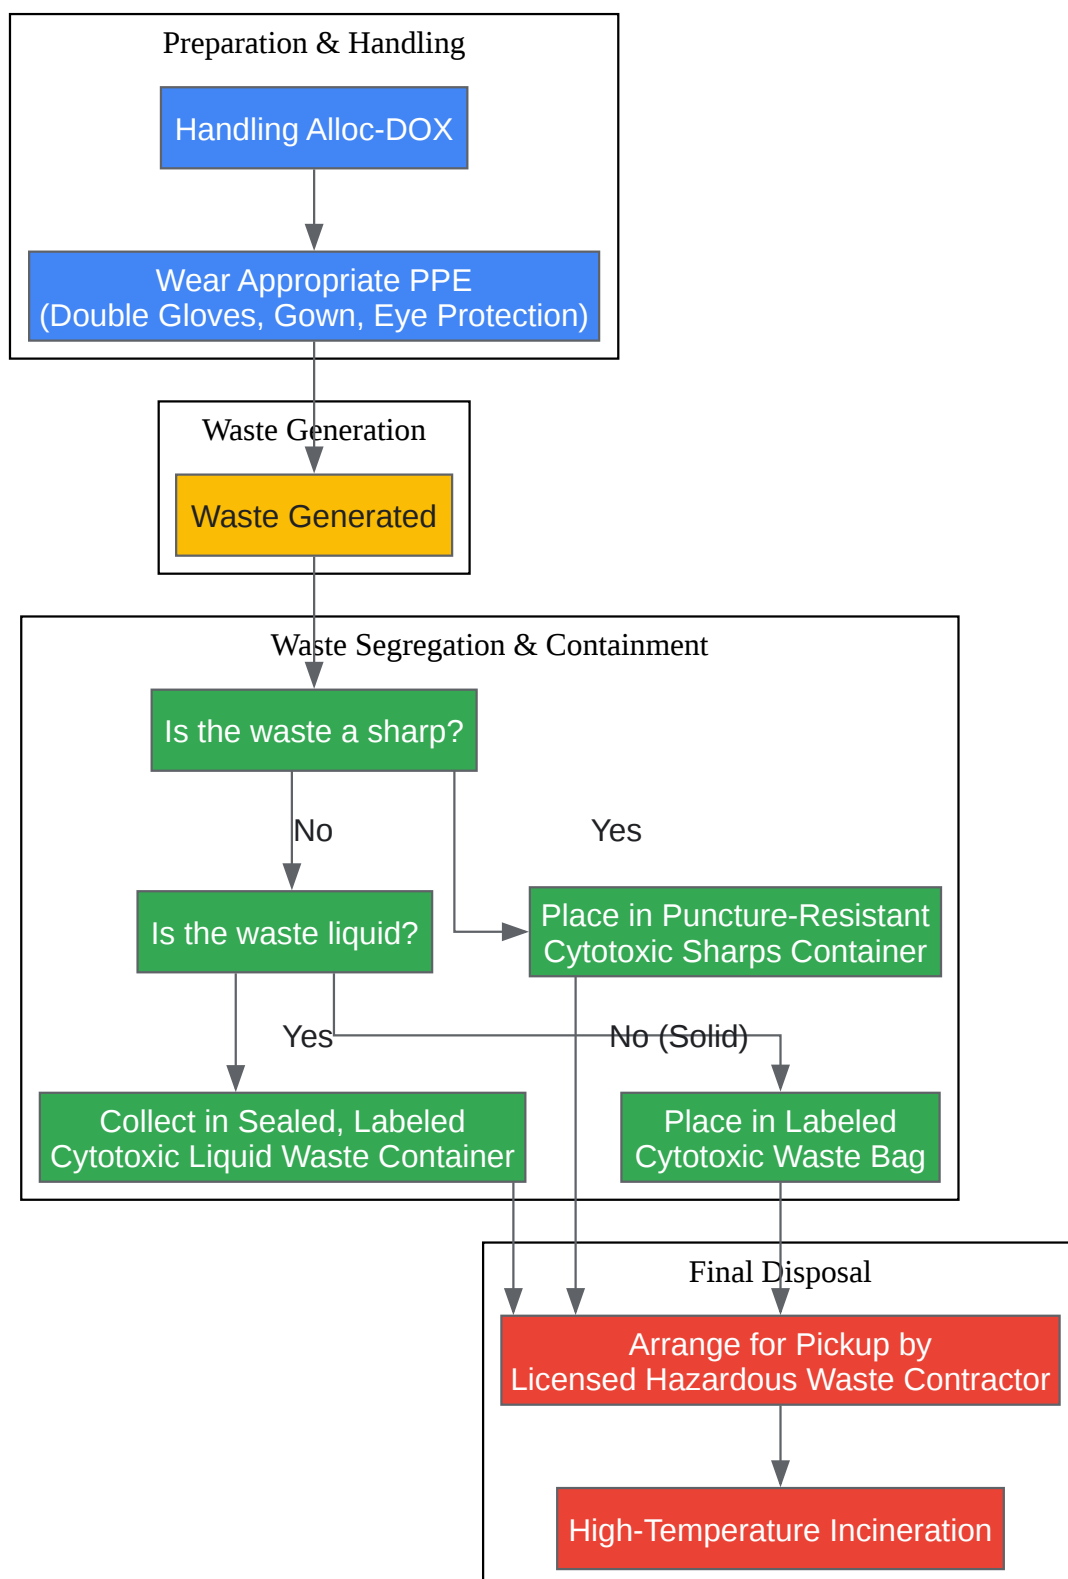 Preparation & Handling
Handling Alloc-DOX
Wear Appropriate PPE
(Double Gloves, Gown, Eye Protection)
Waste Generation
Waste Generated
Waste Segregation & Containment
Is the waste a sharp?
No
Yes
Is the waste liquid?
Place in Puncture-Resistant
Cytotoxic Sharps Container
Yes
No (Solid)
Collect in Sealed, Labeled
Cytotoxic Liquid Waste Container
Place in Labeled
Cytotoxic Waste Bag
Final Disposal
Arrange for Pickup by
Licensed Hazardous Waste Contractor
High-Temperature Incineration